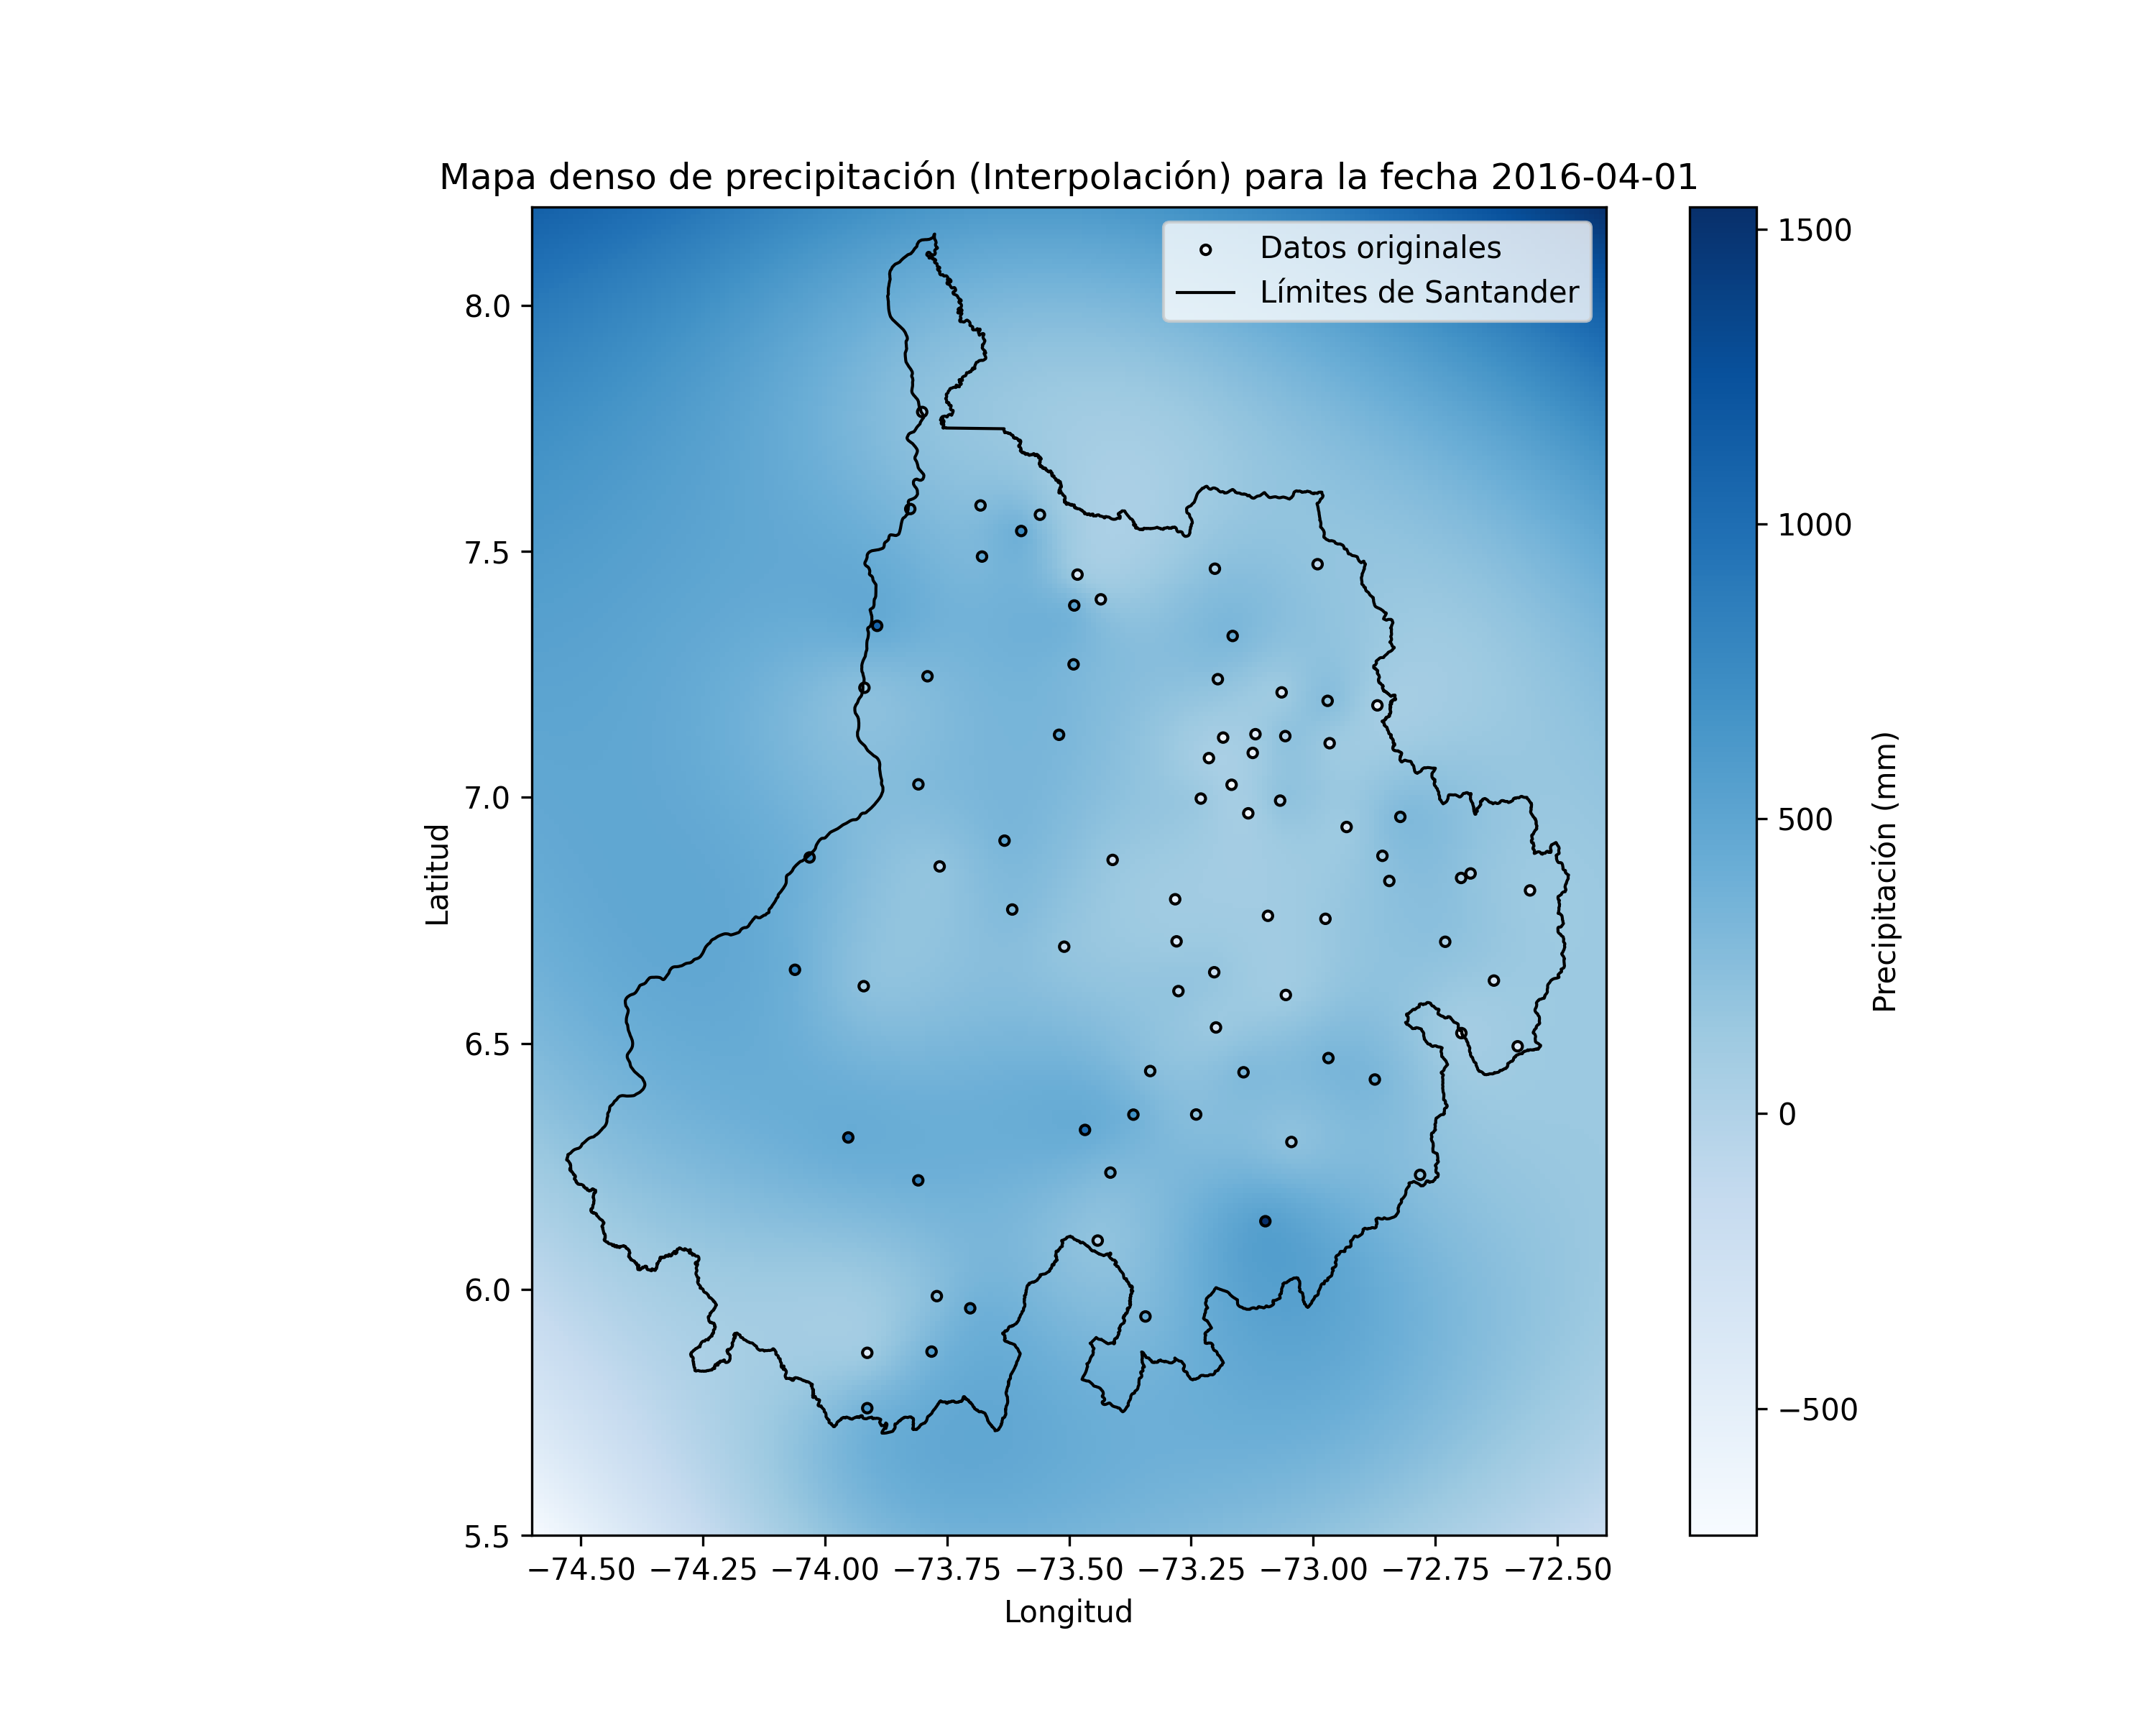 Mapa denso de precipitación (Interpolación) para la fecha 2016-04-01
Datos originales
Límites de Santander
1500
1000
500
0
−500
Precipitación (mm)
8.0
7.5
7.0
6.5
6.0
5.5
Latitud
−74.50 −74.25 −74.00 −73.75 −73.50 −73.25 −73.00 −72.75 −72.50
Longitud